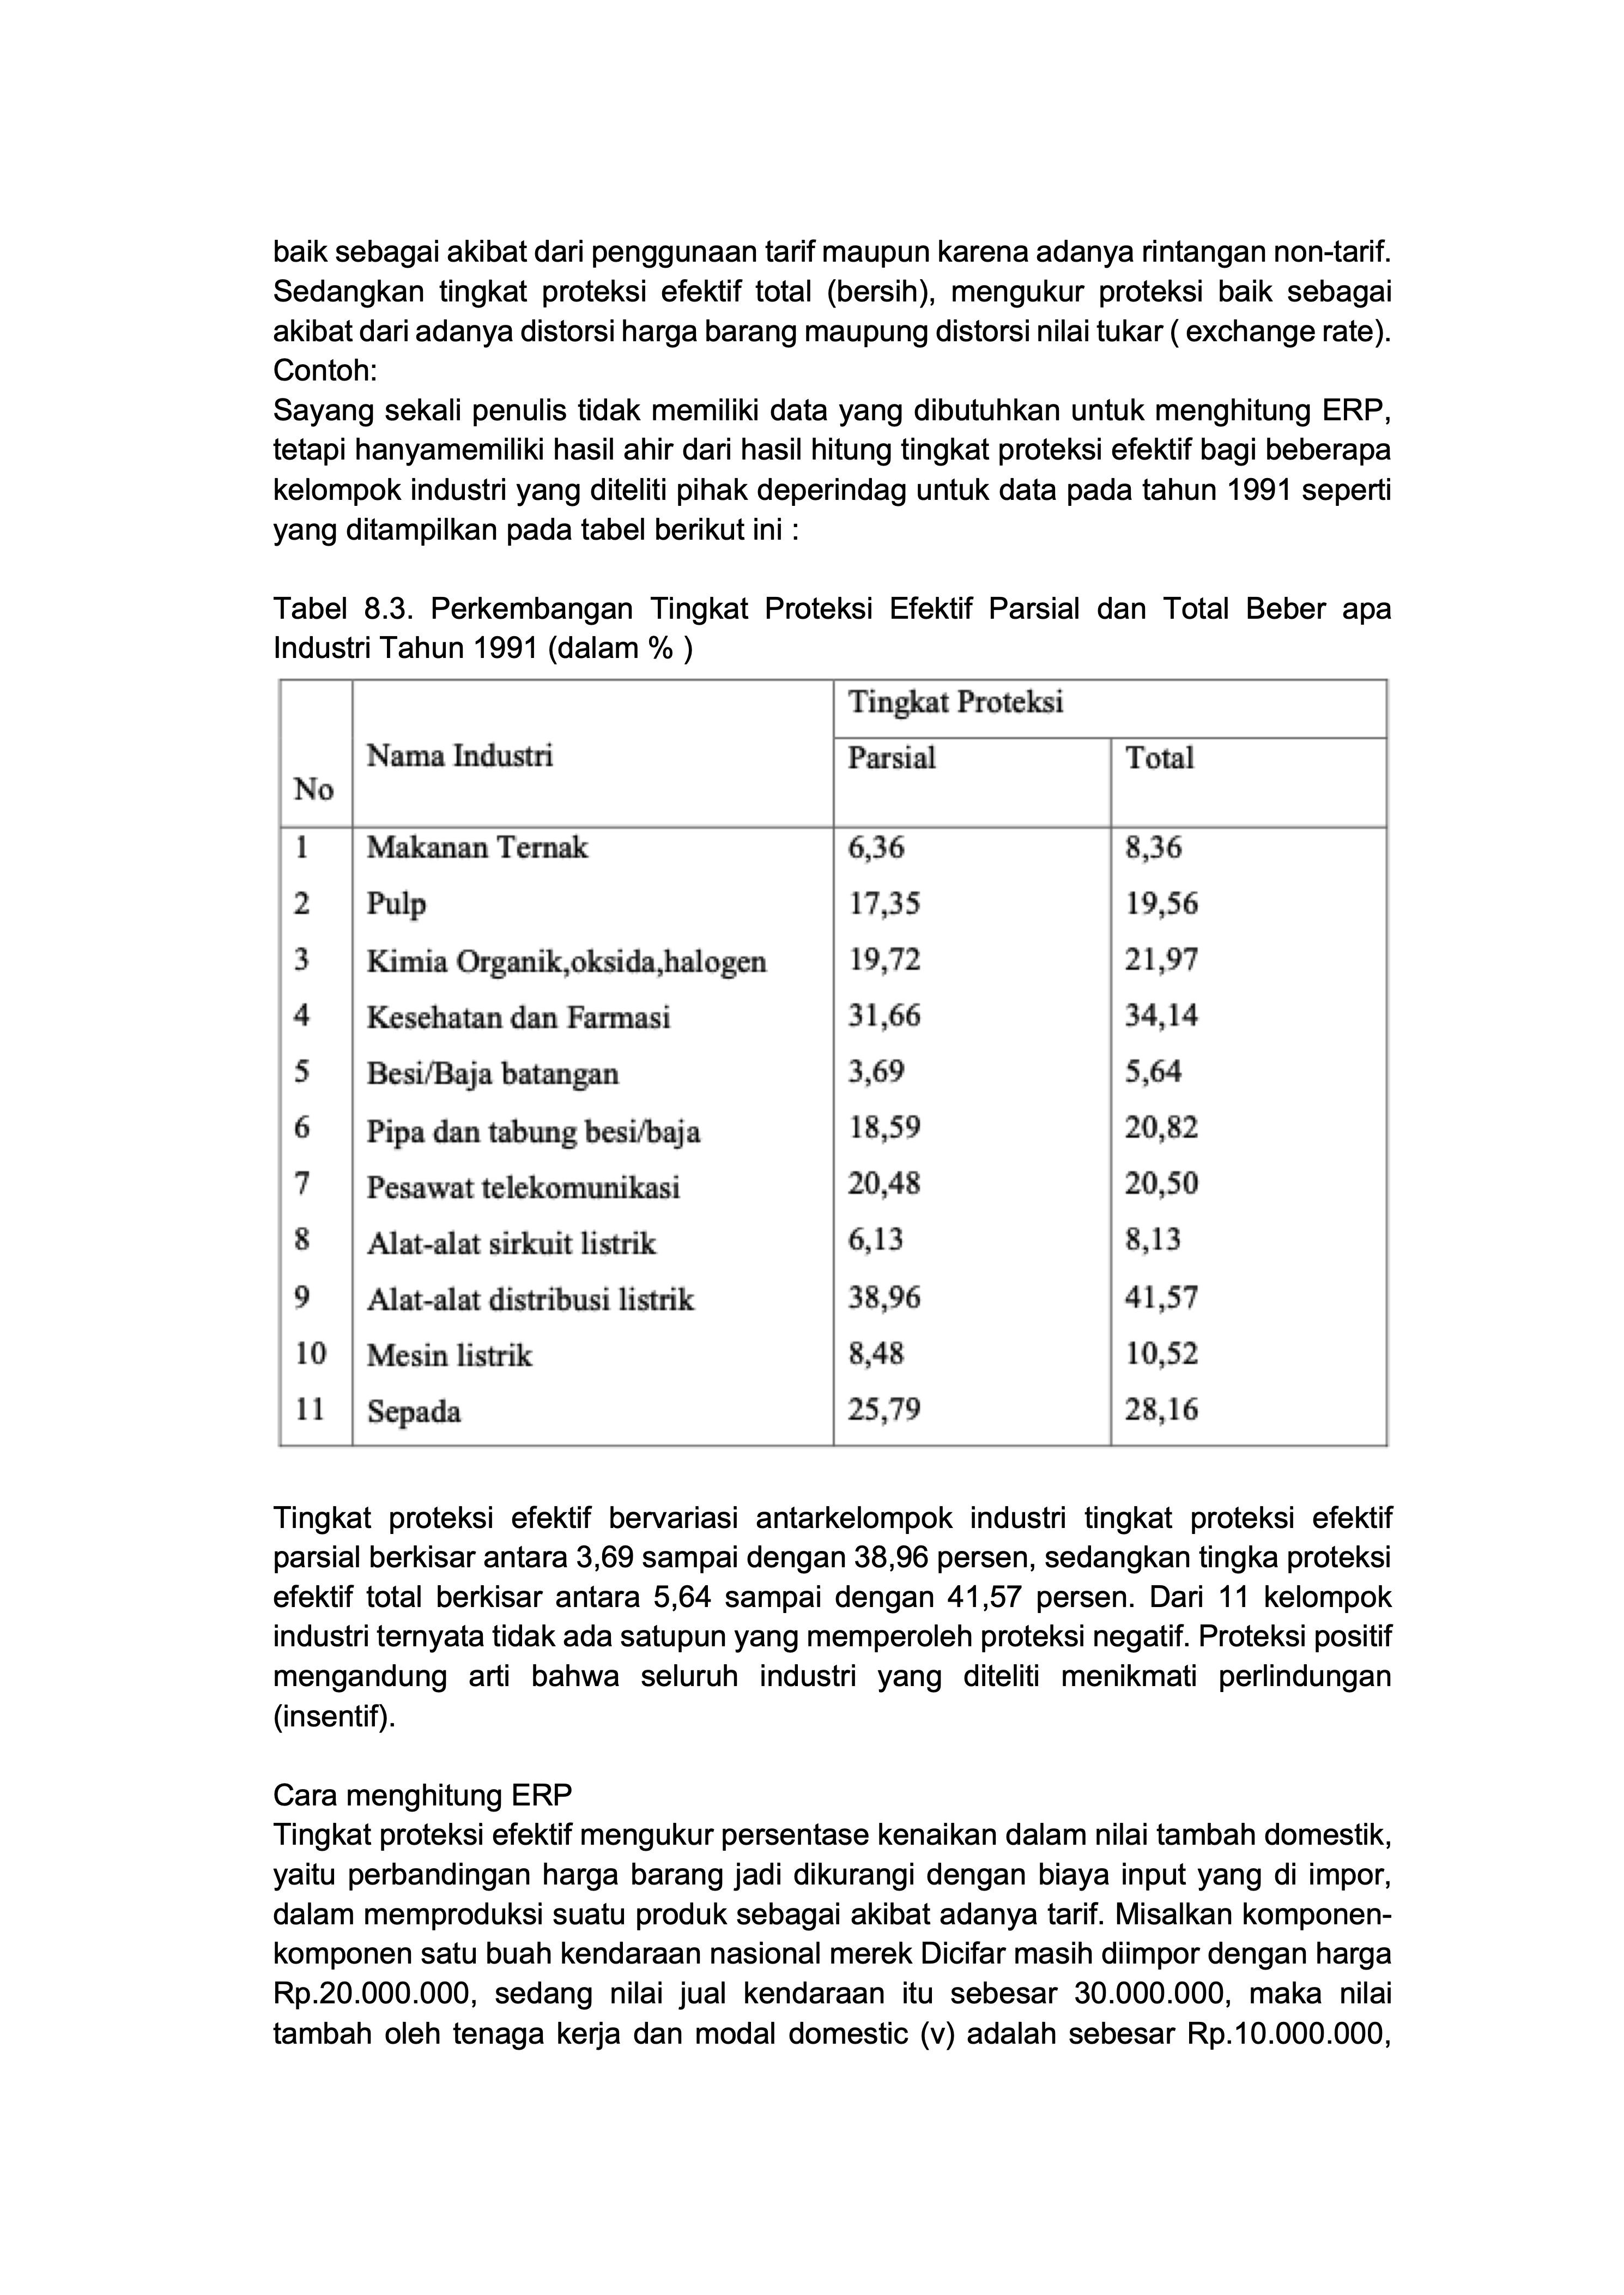 baik sebagai akibat dari penggunaan tarif maupun karena adanya rintangan non-tarif.
Sedangkan tingkat proteksi efektif total (bersih), mengukur proteksi baik sebagai
akibat dari adanya distorsi harga barang maupung distorsi nilai tukar ( exchange rate).
Contoh:
Sayang sekali penulis tidak memiliki data yang dibutuhkan untuk menghitung ERP,
tetapi hanyamemiliki hasil ahir dari hasil hitung tingkat proteksi efektif bagi beberapa
kelompok industri yang diteliti pihak deperindag untuk data pada tahun 1991 seperti
yang ditampilkan pada tabel berikut ini :
Tabel 8.3. Perkembangan Tingkat Proteksi Efektif Parsial dan Total Beber apa
Industri Tahun 1991 (dalam % )
No Nama Industri Tingkat Proteksi
Parsial Total
1 Makanan Ternak 6,36 8,36
2 Pulp 17,35 19,56
3 Kimia Organik,oksida,halogen 19,72 21,97
4 Kesehatan dan Farmasi 31,66 34,14
5 Besi/Baja batangan 3,69 5,64
6 Pipa dan tabung besi/baja 18,59 20,82
7 Pesawat telekomunikasi 20,48 20,50
8 Alat-alat sirkuit listrik 6,13 8,13
9 Alat-alat distribusi listrik 38,96 41,57
10 Mesin listrik 8,48 10,52
11 Sepada 25,79 28,16
Tingkat proteksi efektif bervariasi antarkelompok industri tingkat proteksi efektif
parsial berkisar antara 3,69 sampai dengan 38,96 persen, sedangkan tingka proteksi
efektif total berkisar antara 5,64 sampai dengan 41,57 persen. Dari 11 kelompok
industri ternyata tidak ada satupun yang memperoleh proteksi negatif. Proteksi positif
mengandung arti bahwa seluruh industri yang diteliti menikmati perlindungan
(insentif).
Cara menghitung ERP
Tingkat proteksi efektif mengukur persentase kenaikan dalam nilai tambah domestik,
yaitu perbandingan harga barang jadi dikurangi dengan biaya input yang di impor,
dalam memproduksi suatu produk sebagai akibat adanya tarif. Misalkan komponen-
komponen satu buah kendaraan nasional merek Dicifar masih diimpor dengan harga
Rp.20.000.000, sedang nilai jual kendaraan itu sebesar 30.000.000, maka nilai
tambah oleh tenaga kerja dan modal domestic (v) adalah sebesar Rp.10.000.000,